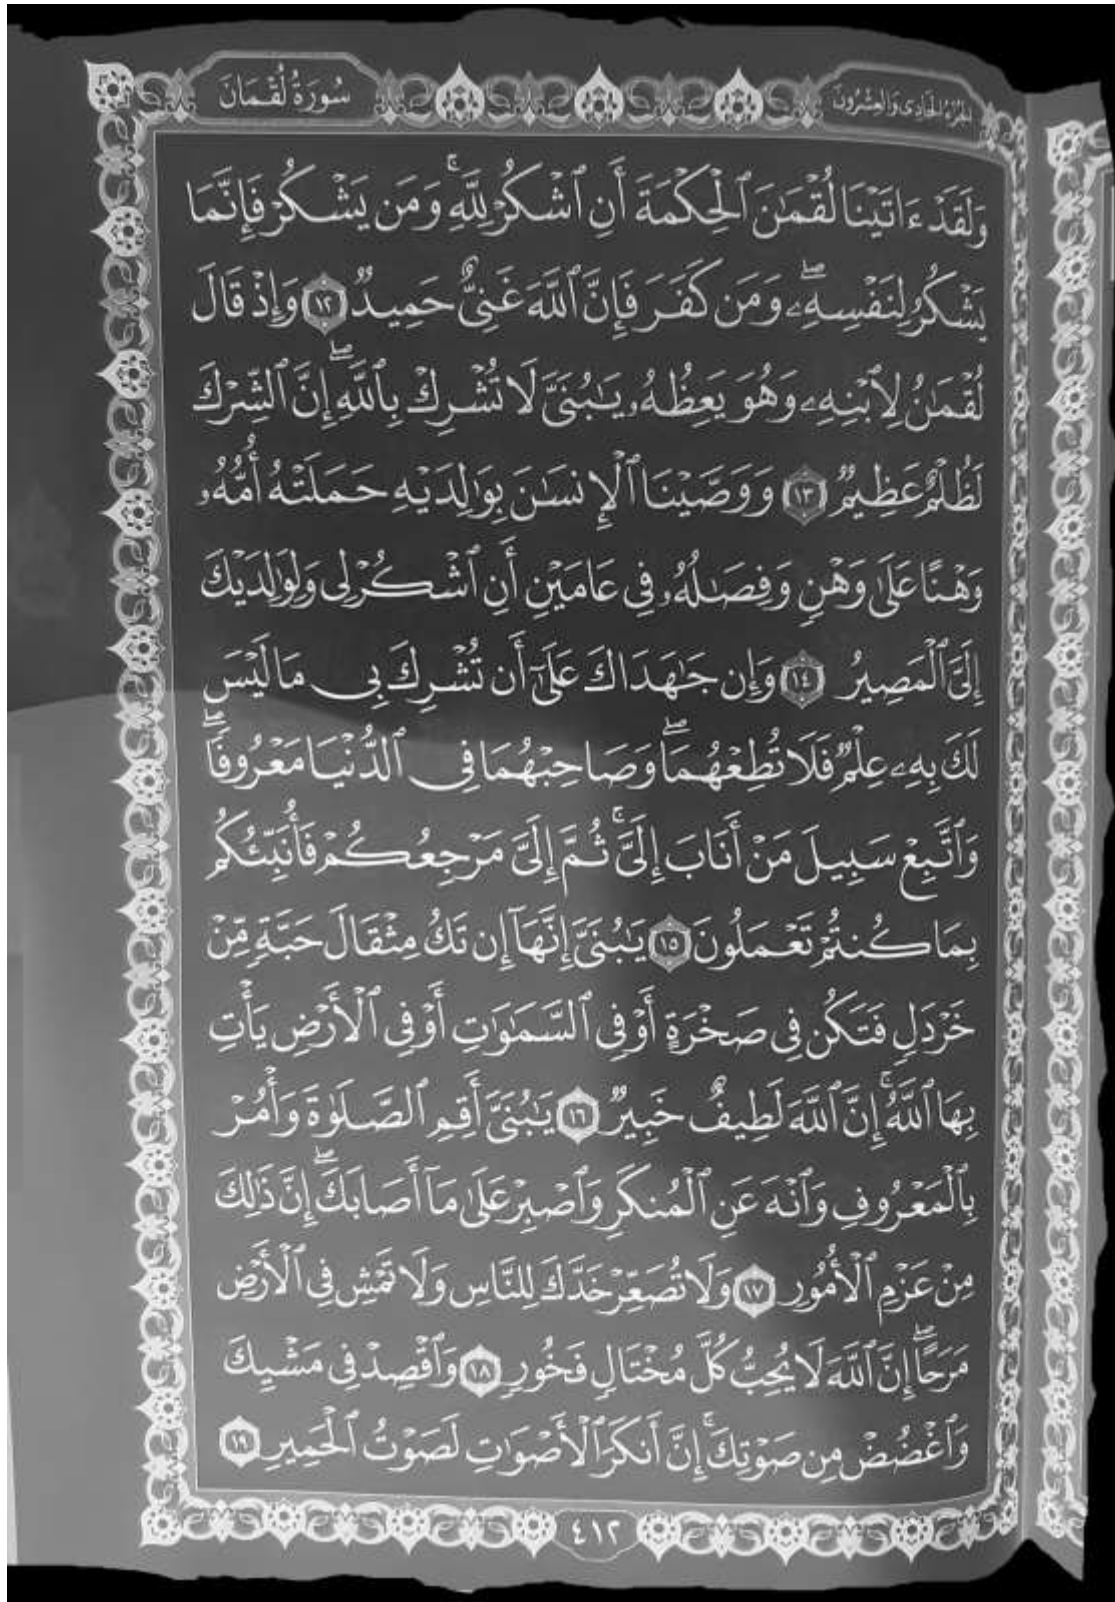 الجزء الحادي والعشرون
سُورَةُ لُقْمَانَ
وَلَقَدْ ءَاتَيْنَا لُقْمَٰنَ ٱلْحِكْمَةَ أَنِ ٱشْكُرْ لِلَّهِ ۚ وَمَن يَشْكُرْ فَإِنَّمَا
يَشْكُرُ لِنَفْسِهِۦ ۖ وَمَن كَفَرَ فَإِنَّ ٱللَّهَ غَنِىٌّ حَمِيدٌ ١٢ وَإِذْ قَالَ
لُقْمَٰنُ لِٱبْنِهِۦ وَهُوَ يَعِظُهُۥ يَٰبُنَىَّ لَا تُشْرِكْ بِٱللَّهِ ۖ إِنَّ ٱلشِّرْكَ
لَظُلْمٌ عَظِيمٌ ١٣ وَوَصَّيْنَا ٱلْإِنسَٰنَ بِوَٰلِدَيْهِ حَمَلَتْهُ أُمُّهُۥ
وَهْنًا عَلَىٰ وَهْنٍ وَفِصَٰلُهُۥ فِى عَامَيْنِ أَنِ ٱشْكُرْ لِى وَلِوَٰلِدَيْكَ
إِلَىَّ ٱلْمَصِيرُ ١٤ وَإِن جَٰهَدَاكَ عَلَىٰٓ أَن تُشْرِكَ بِى مَا لَيْسَ
لَكَ بِهِۦ عِلْمٌ فَلَا تُطِعْهُمَا ۖ وَصَاحِبْهُمَا فِى ٱلدُّنْيَا مَعْرُوفًا ۖ
وَٱتَّبِعْ سَبِيلَ مَنْ أَنَابَ إِلَىَّ ۚ ثُمَّ إِلَىَّ مَرْجِعُكُمْ فَأُنَبِّئُكُم
بِمَا كُنتُمْ تَعْمَلُونَ ١٥ يَٰبُنَىَّ إِنَّهَآ إِن تَكُ مِثْقَالَ حَبَّةٍ مِّنْ
خَرْدَلٍ فَتَكُن فِى صَخْرَةٍ أَوْ فِى ٱلسَّمَٰوَٰتِ أَوْ فِى ٱلْأَرْضِ يَأْتِ
بِهَا ٱللَّهُ ۚ إِنَّ ٱللَّهَ لَطِيفٌ خَبِيرٌ ١٦ يَٰبُنَىَّ أَقِمِ ٱلصَّلَوٰةَ وَأْمُرْ
بِٱلْمَعْرُوفِ وَٱنْهَ عَنِ ٱلْمُنكَرِ وَٱصْبِرْ عَلَىٰ مَآ أَصَابَكَ ۖ إِنَّ ذَٰلِكَ
مِنْ عَزْمِ ٱلْأُمُورِ ١٧ وَلَا تُصَعِّرْ خَدَّكَ لِلنَّاسِ وَلَا تَمْشِ فِى ٱلْأَرْضِ
مَرَحًا ۖ إِنَّ ٱللَّهَ لَا يُحِبُّ كُلَّ مُخْتَالٍ فَخُورٍ ١٨ وَٱقْصِدْ فِى مَشْيِكَ
وَٱغْضُضْ مِن صَوْتِكَ ۚ إِنَّ أَنكَرَ ٱلْأَصْوَٰتِ لَصَوْتُ ٱلْحَمِيرِ ١٩
٤١٢